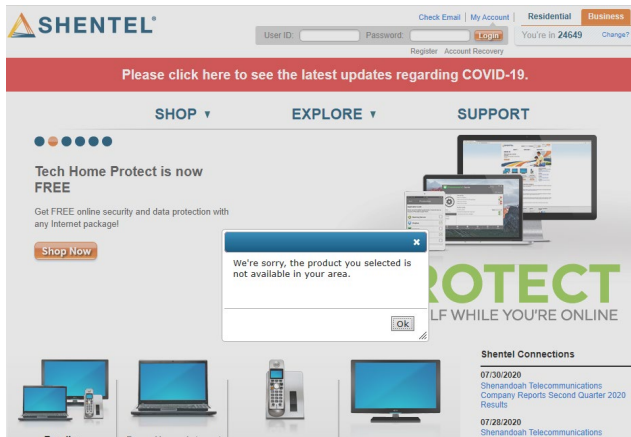 SHENTEL®
Check Email | My Account
Residential
Business
User ID:
Password:
Login
You're in 24649
Change?
Register Account Recovery
Please click here to see the latest updates regarding COVID-19.
SHOP ▼
EXPLORE ▼
SUPPORT
Tech Home Protect is now
FREE
Get FREE online security and data protection with
any Internet package!
Shop Now
We're sorry, the product you selected is
not available in your area.
Ok
ROTECT
LF WHILE YOU'RE ONLINE
Shentel Connections
07/30/2020
Shenandoah Telecommunications
Company Reports Second Quarter 2020
Results
07/28/2020
Shenandoah Telecommunications